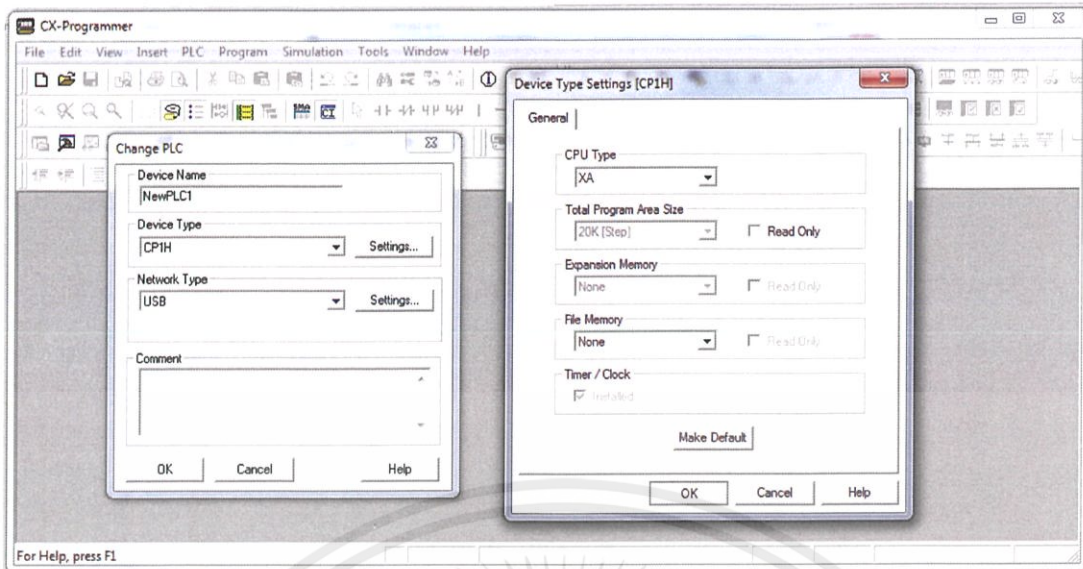 CX-Programmer
File Edit View Insert PLC Program Simulation Tools Window Help
Change PLC
Device Name
NewPLC1
Device Type
CP1H
Settings...
Network Type
USB
Settings...
Comment
OK Cancel Help
Device Type Settings [CP1H]
General
CPU Type
XA
Total Program Area Size
20K [Step]
Read Only
Expansion Memory
None
Read Only
File Memory
None
Read Only
Timer / Clock
Installed
Make Default
OK Cancel Help
For Help, press F1